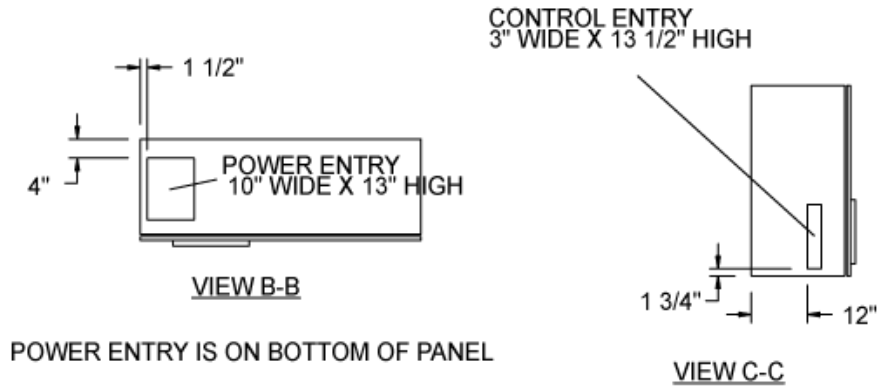 CONTROL ENTRY
3" WIDE X 13 1/2" HIGH
1 1/2"
POWER ENTRY
10" WIDE X 13" HIGH
4"
VIEW B-B
1 3/4"
12"
POWER ENTRY IS ON BOTTOM OF PANEL
VIEW C-C